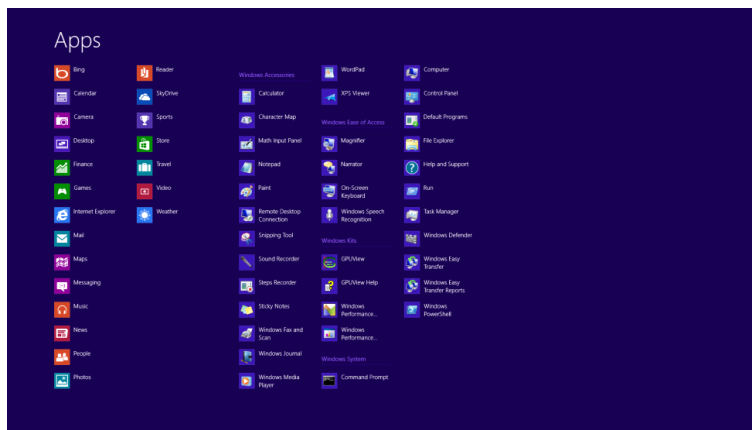 Apps
Bing
Calendar
Camera
Desktop
Finance
Games
Internet Explorer
Mail
Maps
Messaging
Music
News
People
Photos
Reader
SkyDrive
Sports
Store
Travel
Video
Weather
Windows Accessories
Calculator
Character Map
Math Input Panel
Notepad
Paint
Remote Desktop
Connection
Snipping Tool
Sound Recorder
Steps Recorder
Sticky Notes
Windows Fax and
Scan
Windows Journal
Windows Media
Player
WordPad
XPS Viewer
Windows Ease of Access
Magnifier
Narrator
On-Screen
Keyboard
Windows Speech
Recognition
Windows Kits
GPUView
GPUView Help
Windows
Performance...
Windows
Performance...
Windows System
Command Prompt
Computer
Control Panel
Default Programs
File Explorer
Help and Support
Run
Task Manager
Windows Defender
Windows Easy
Transfer
Windows Easy
Transfer Reports
Windows
PowerShell